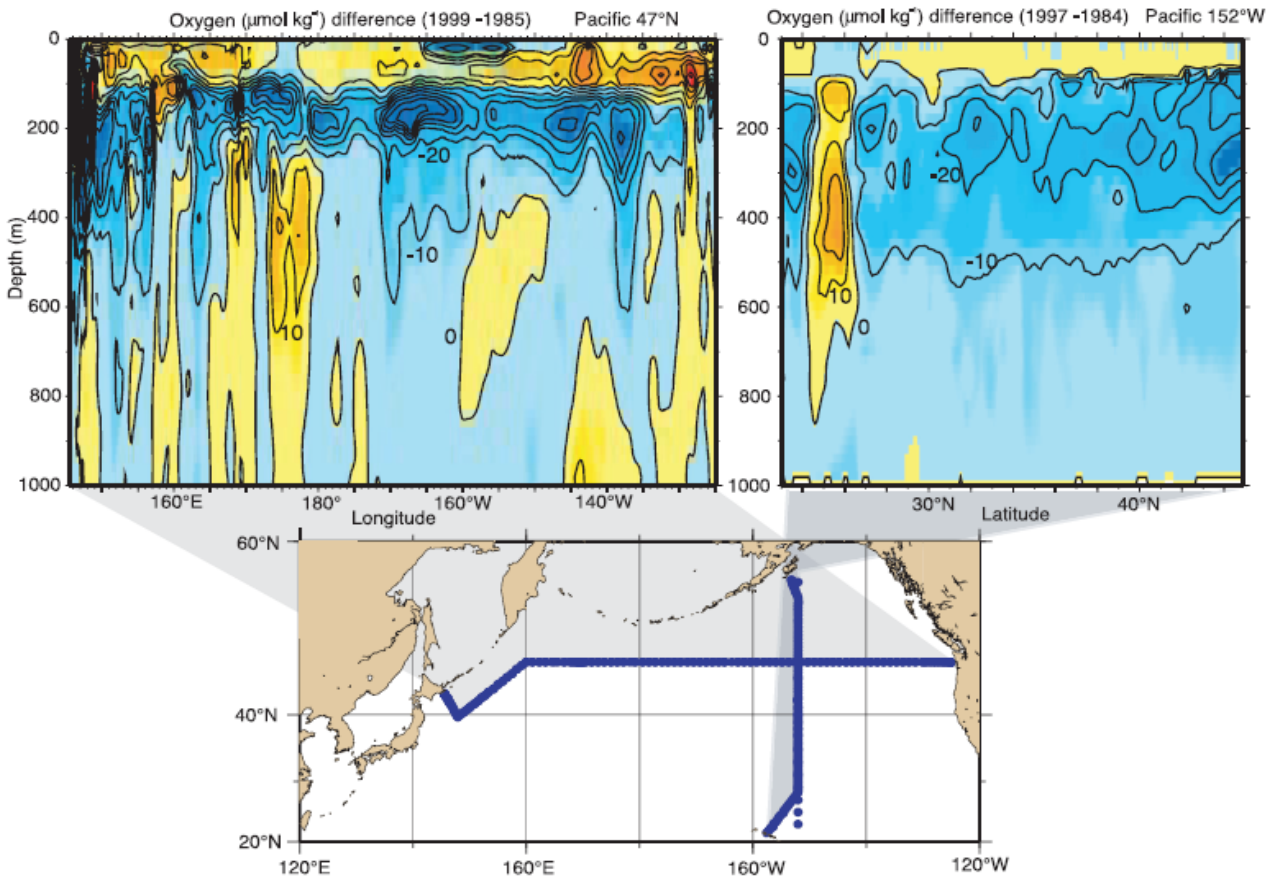 Oxygen (μmol kg⁻¹) difference (1999 -1985) Pacific 47°N
Oxygen (μmol kg⁻¹) difference (1997 -1984) Pacific 152°W
0
200
400
600
800
1000
Depth (m)
-20
-10
0
10
160°E 180° 160°W 140°W
Longitude
0
200
400
600
800
1000
-20
-10
10
0
30°N 40°N
Latitude
60°N
40°N
20°N
120°E 160°E 160°W 120°W